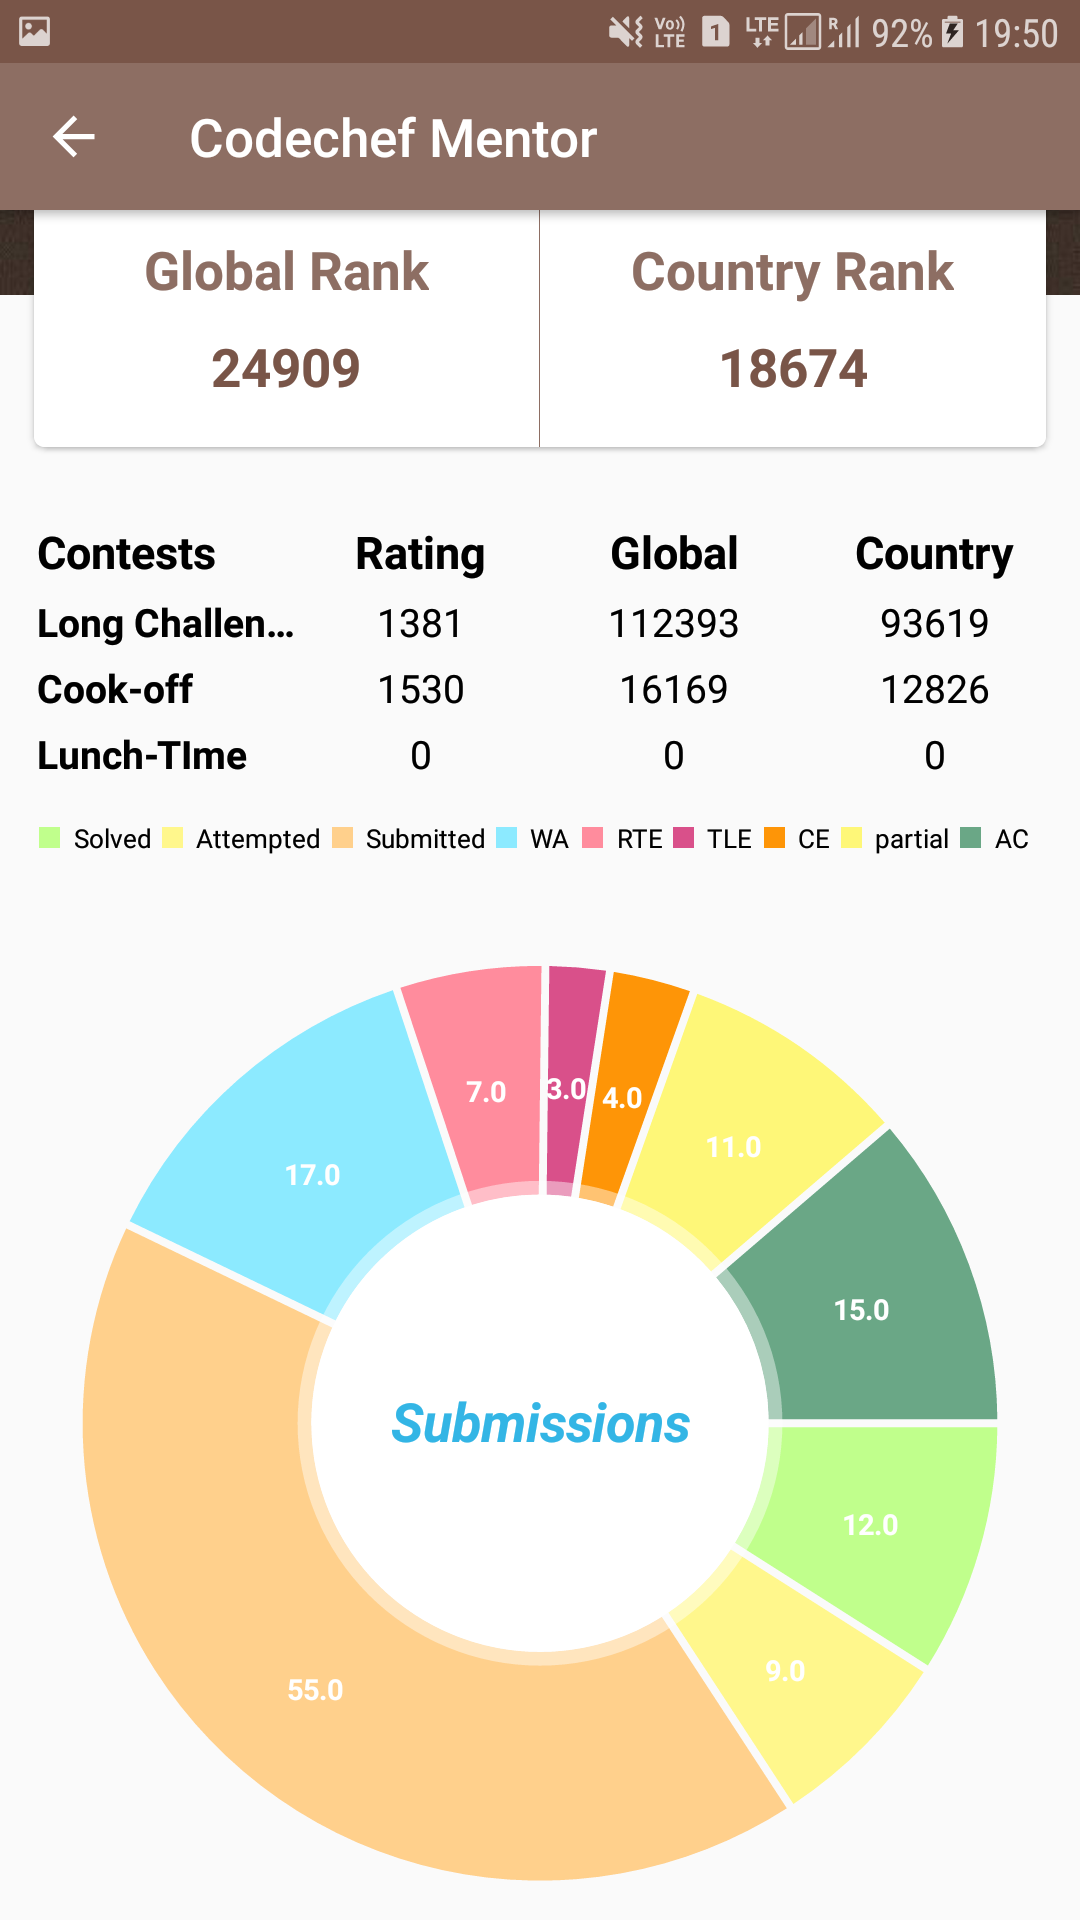 Vo)) LTE 1 LTE R 92% 19:50
Codechef Mentor
Global Rank Country Rank
24909 18674
Contests Rating Global Country
Long Challen... 1381 112393 93619
Cook-off 1530 16169 12826
Lunch-TIme 0 0 0
Solved Attempted Submitted WA RTE TLE CE partial AC
7.0
3.0
4.0
11.0
17.0
15.0
Submissions
12.0
9.0
55.0